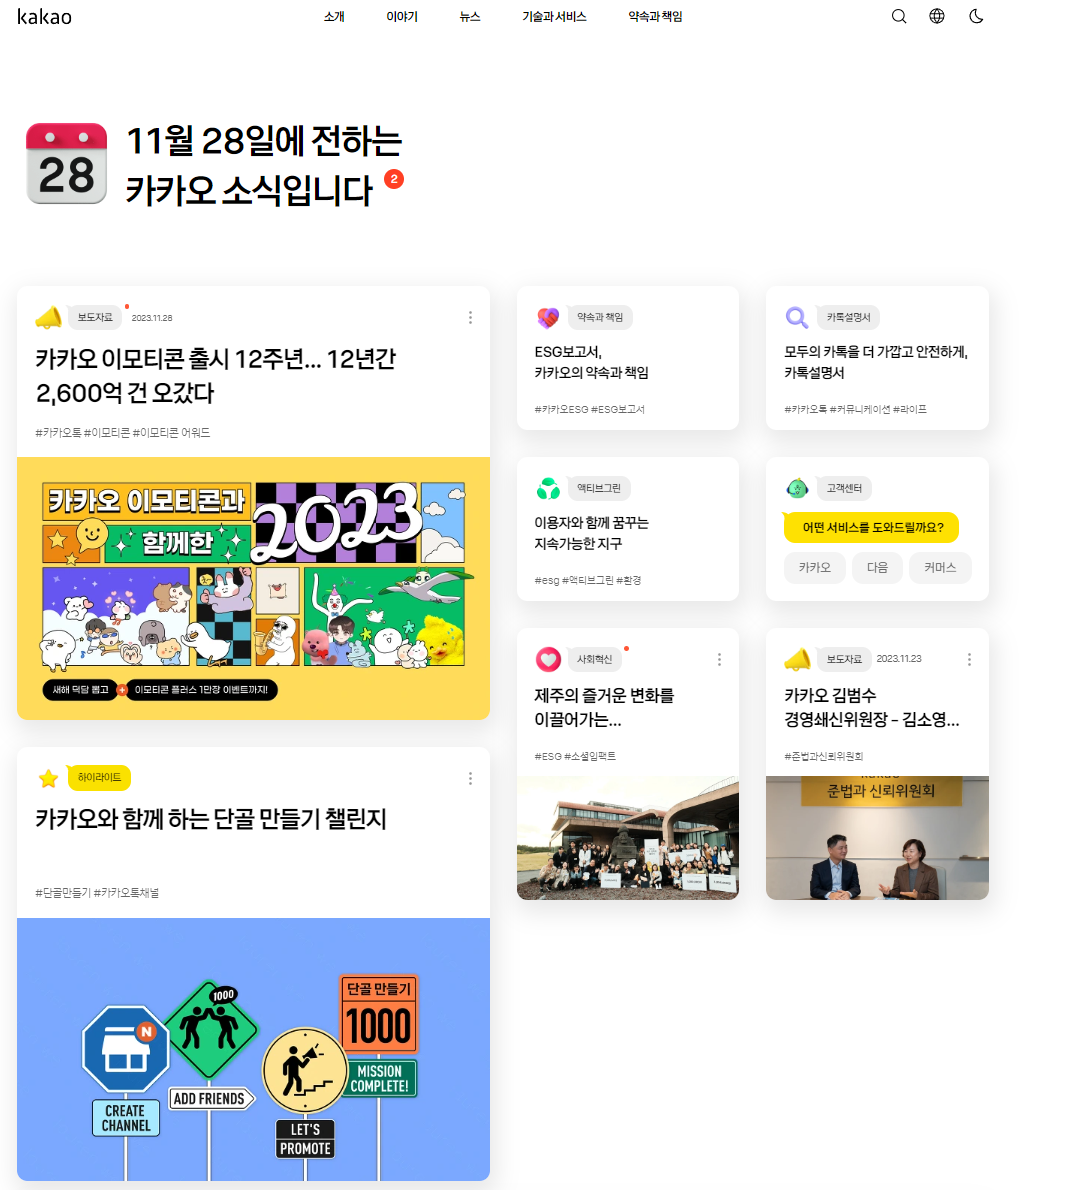 kakao
소개
이야기
뉴스
기술과 서비스
약속과 책임
28
11월 28일에 전하는
카카오 소식입니다
2
보도자료
2023.11.28
카카오 이모티콘 출시 12주년... 12년간
2,600억 건 오갔다
#카카오톡 #이모티콘 #이모티콘 어워드
카카오 이모티콘과
함께한
2023
새해 덕담 뽑고
+
이모티콘 플러스 1만장 이벤트까지!
하이라이트
카카오와 함께 하는 단골 만들기 챌린지
#단골만들기 #카카오톡채널
N
CREATE
CHANNEL
1000
ADD FRIENDS
LET'S
PROMOTE
단골 만들기
1000
MISSION
COMPLETE!
약속과 책임
ESG보고서,
카카오의 약속과 책임
#카카오ESG #ESG보고서
카톡설명서
모두의 카톡을 더 가깝고 안전하게,
카톡설명서
#카카오톡 #커뮤니케이션 #라이프
액티브그린
이용자와 함께 꿈꾸는
지속가능한 지구
#esg #액티브그린 #환경
고객센터
어떤 서비스를 도와드릴까요?
카카오
다음
커머스
사회혁신
제주의 즐거운 변화를
이끌어가는...
#ESG #소셜임팩트
보도자료
2023.11.23
카카오 김범수
경영쇄신위원장 – 김소영...
#준법과신뢰위원회
kakao
준법과 신뢰위원회